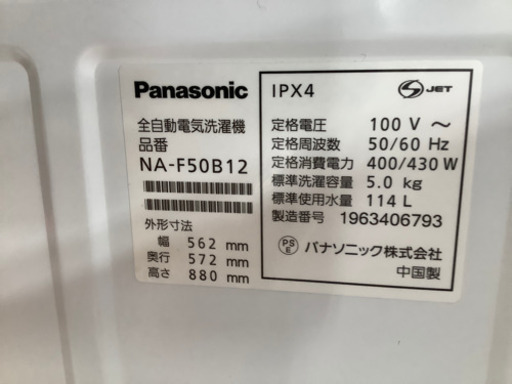 Panasonic
全自動電気洗濯機
品番
NA-F50B12
外形寸法
幅 562 mm
奥行 572 mm
高さ 880 mm
IPX4
S JET
定格電圧 100 V ～
定格周波数 50/60 Hz
定格消費電力 400/430 W
標準洗濯容量 5.0 kg
標準使用水量 114 L
製造番号 1963406793
PS E パナソニック株式会社
中国製